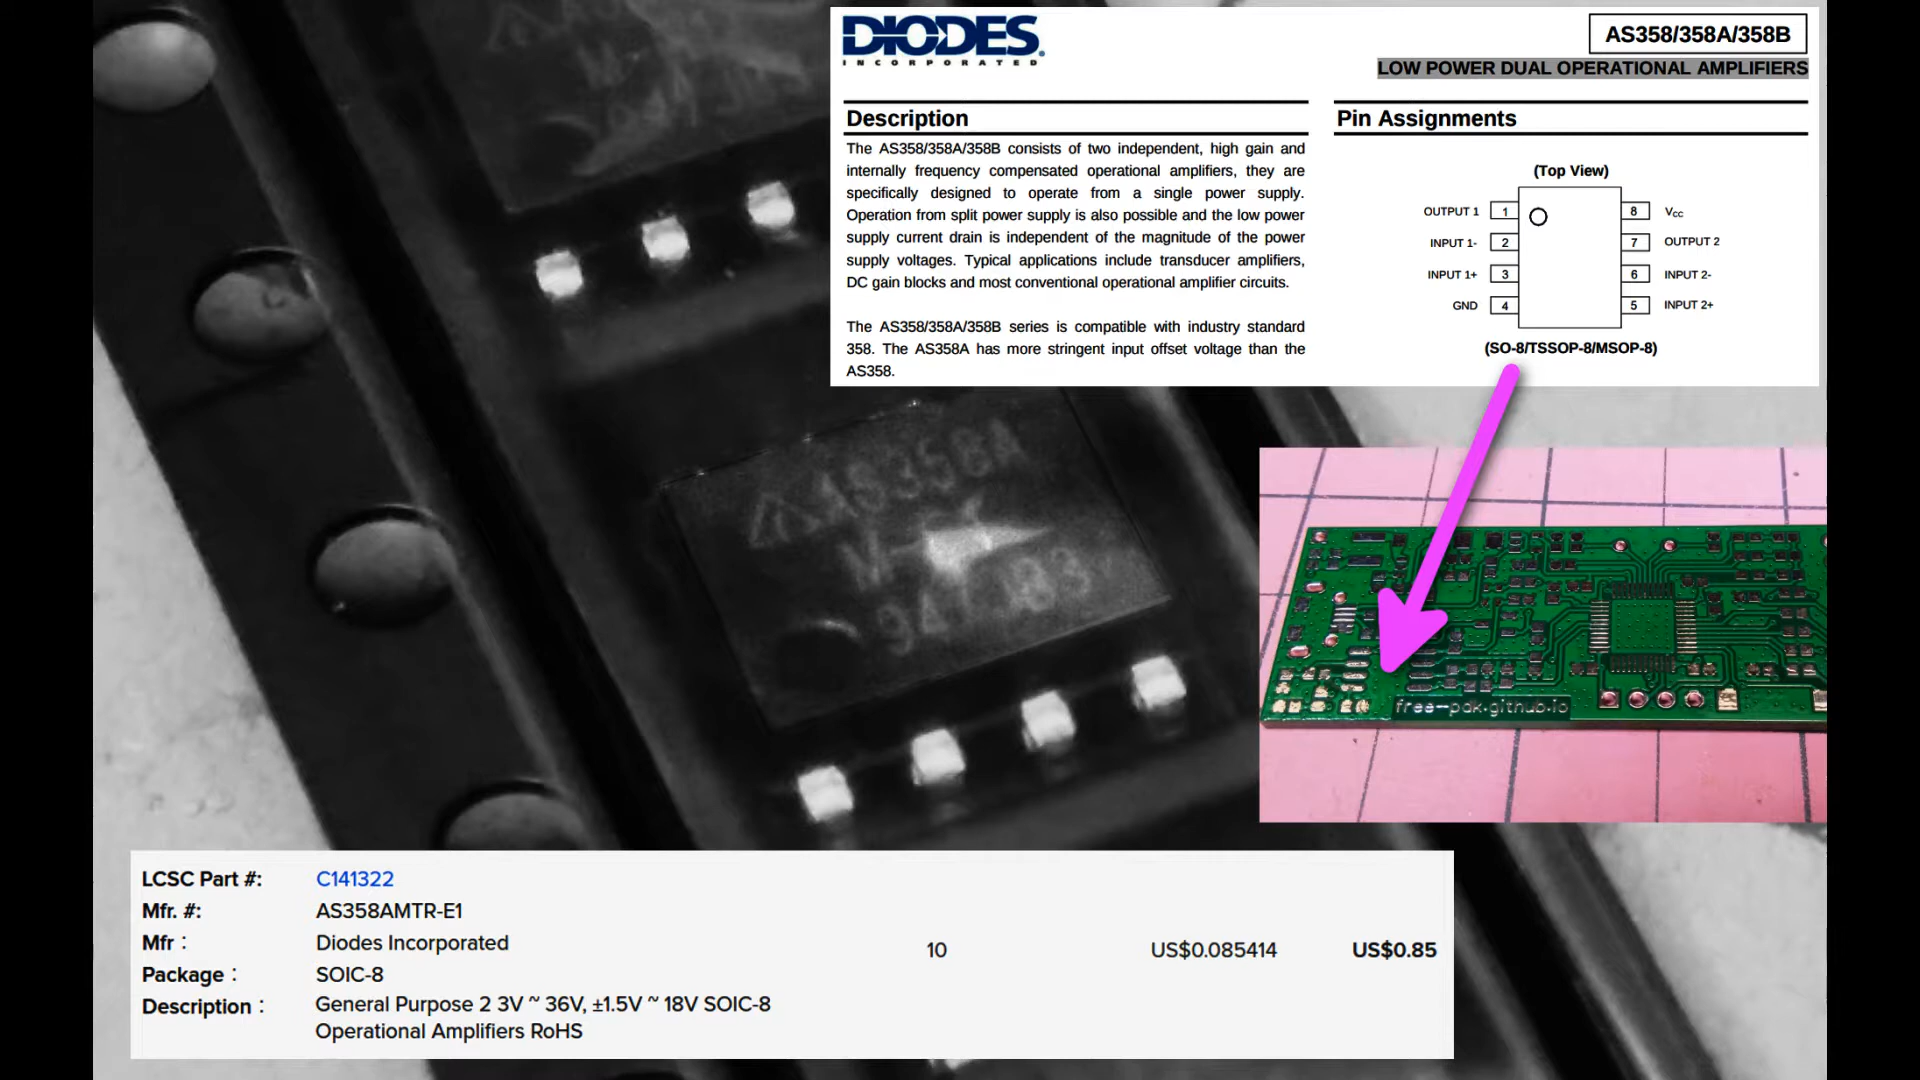 DIODES
INCORPORATED
AS358/358A/358B
LOW POWER DUAL OPERATIONAL AMPLIFIERS
Description
The AS358/358A/358B consists of two independent, high gain and
internally frequency compensated operational amplifiers, they are
specifically designed to operate from a single power supply.
Operation from split power supply is also possible and the low power
supply current drain is independent of the magnitude of the power
supply voltages. Typical applications include transducer amplifiers,
DC gain blocks and most conventional operational amplifier circuits.
The AS358/358A/358B series is compatible with industry standard
358. The AS358A has more stringent input offset voltage than the
AS358.
Pin Assignments
(Top View)
OUTPUT 1 1 8 VCC
INPUT 1- 2 7 OUTPUT 2
INPUT 1+ 3 6 INPUT 2-
GND 4 5 INPUT 2+
(SO-8/TSSOP-8/MSOP-8)
AS358A
free-pdk.github.io
LCSC Part #: C141322
Mfr. #: AS358AMTR-E1
Mfr : Diodes Incorporated
10 US$0.085414 US$0.85
Package : SOIC-8
Description : General Purpose 2 3V ~ 36V, ±1.5V ~ 18V SOIC-8
Operational Amplifiers RoHS